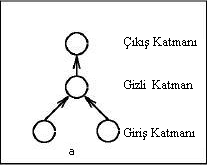 Çıkış Katmanı
Gizli Katman
Giriş Katmanı
a